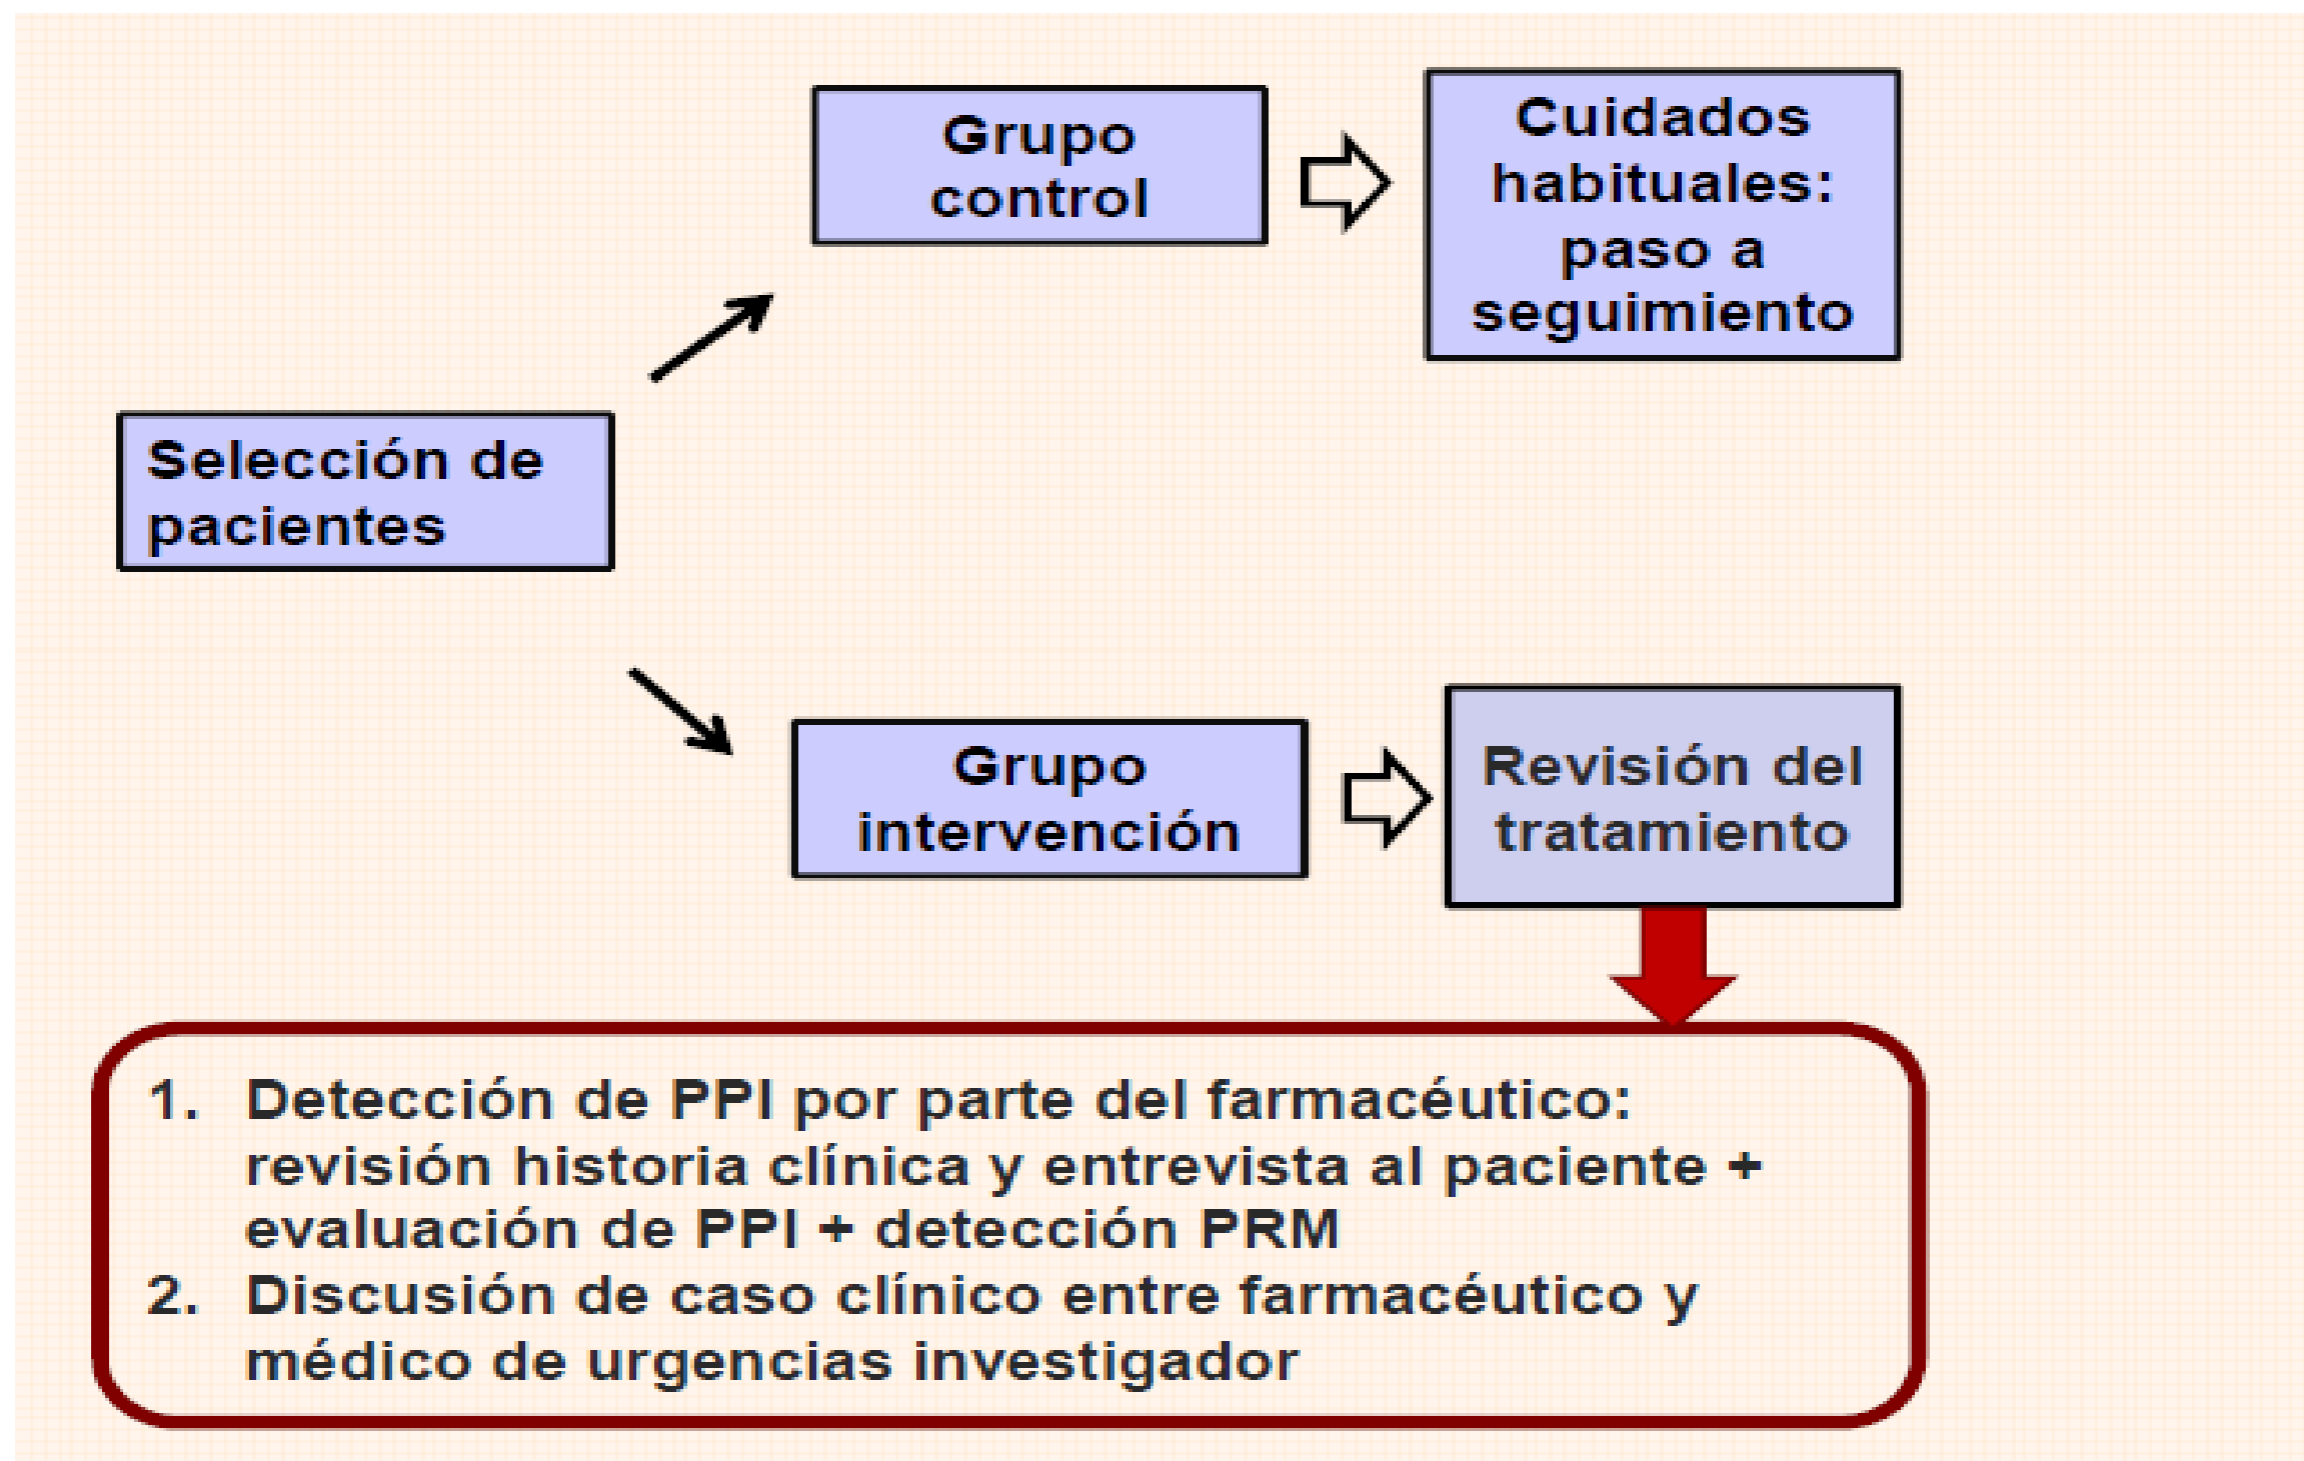 Grupo
control
Cuidados
habituales:
paso a
seguimiento
Selección de
pacientes
Grupo
intervención
Revisión del
tratamiento
1. Detección de PPI por parte del farmacéutico:
revisión historia clínica y entrevista al paciente +
evaluación de PPI + detección PRM
2. Discusión de caso clínico entre farmacéutico y
médico de urgencias investigador